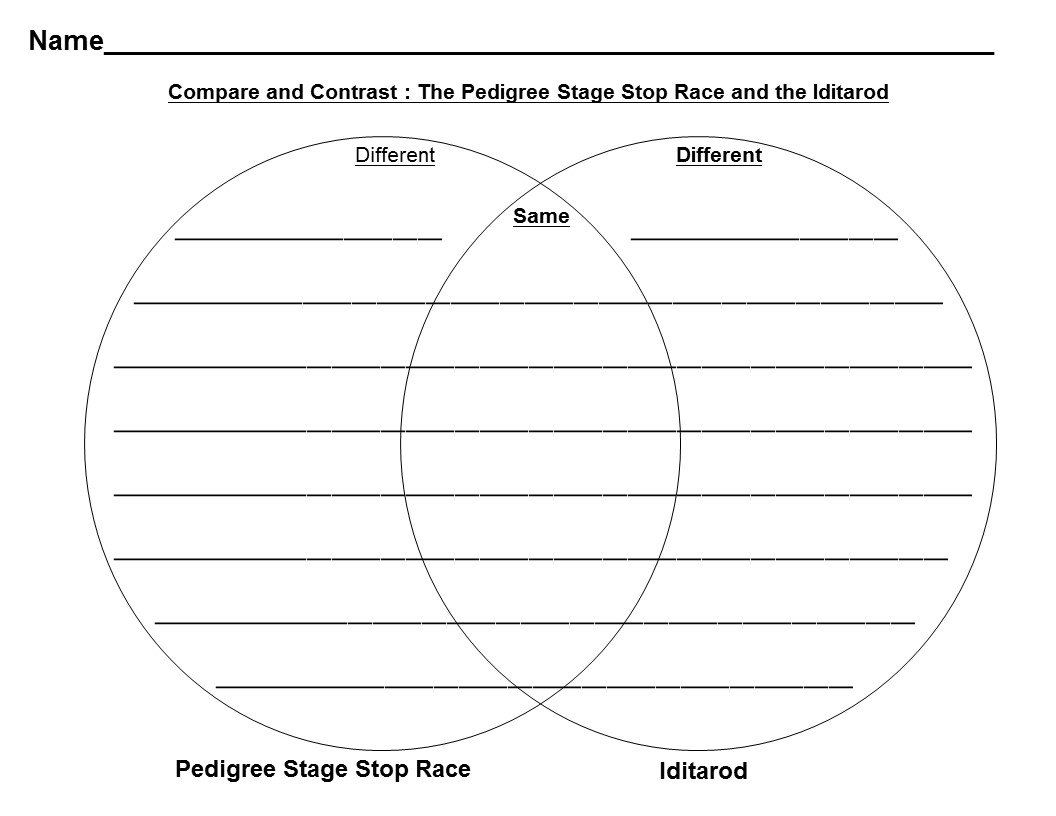 Name
Compare and Contrast : The Pedigree Stage Stop Race and the Iditarod
Different
Different
Same
Pedigree Stage Stop Race
Iditarod